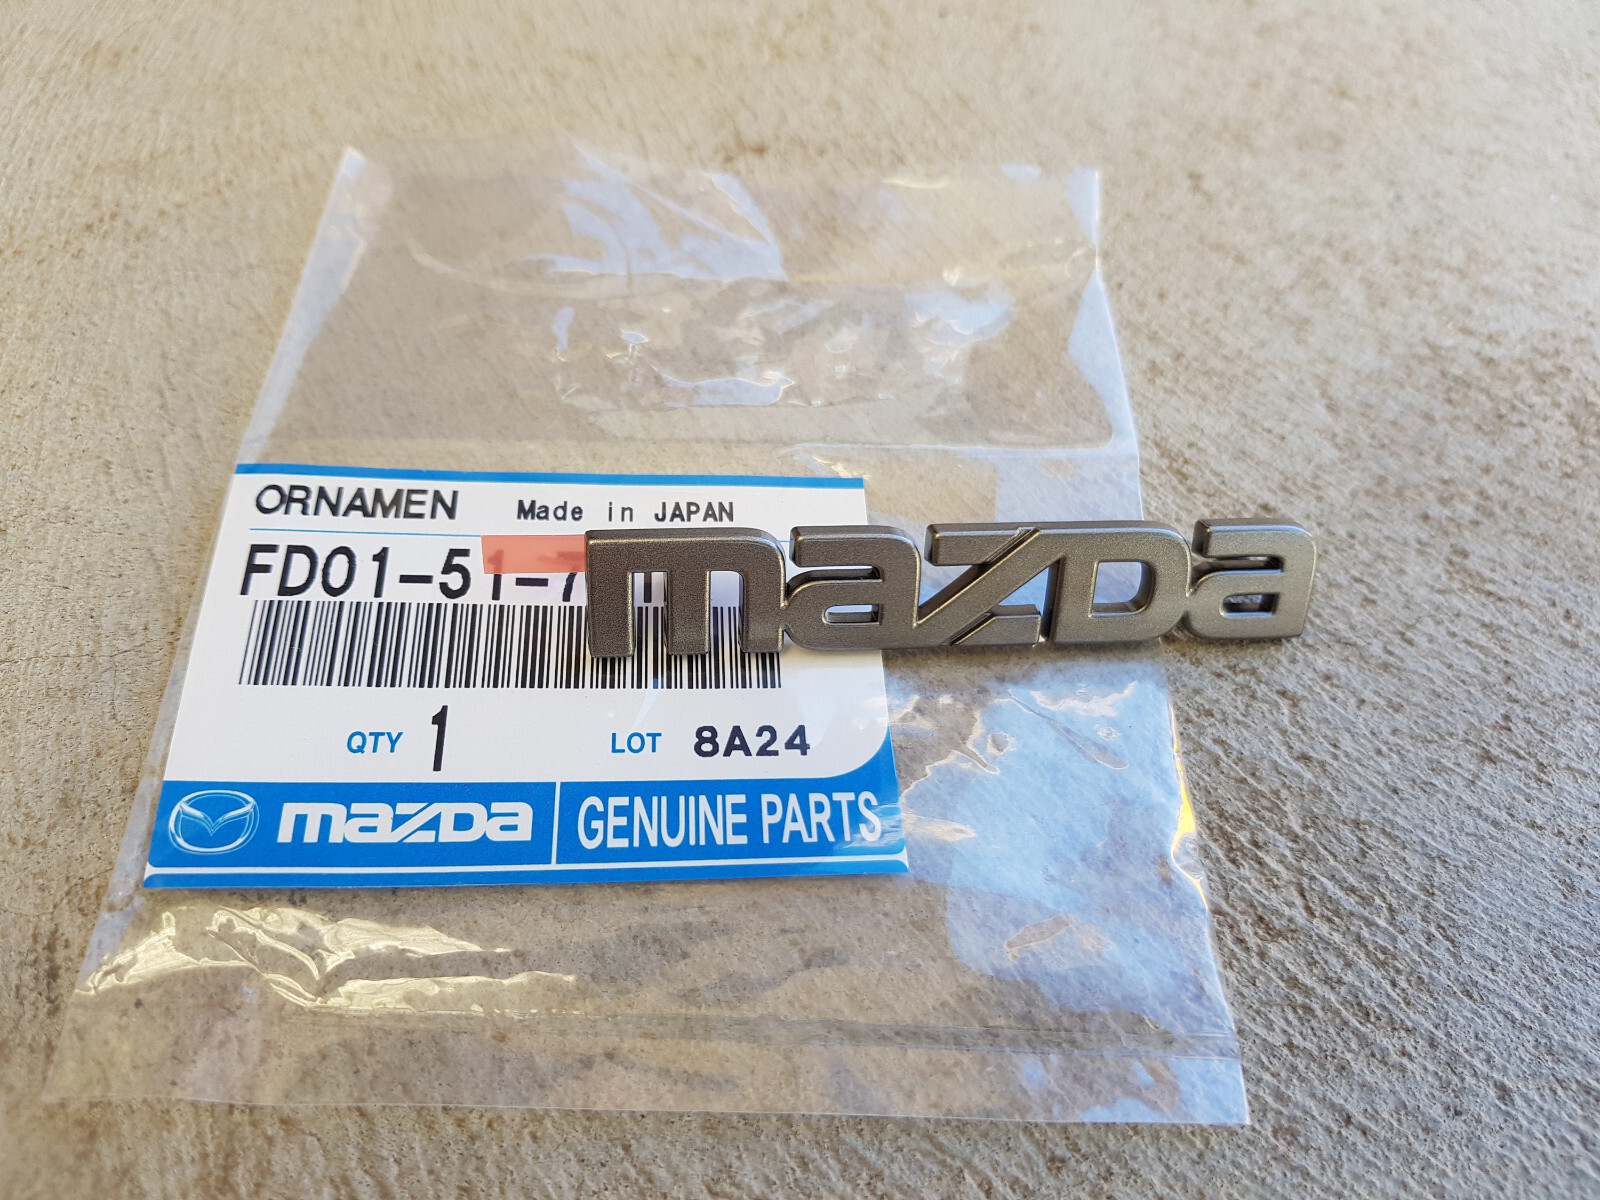 ORNAMEN Made in JAPAN
FD01-51-7
mazda
QTY 1 LOT 8A24
mazda GENUINE PARTS